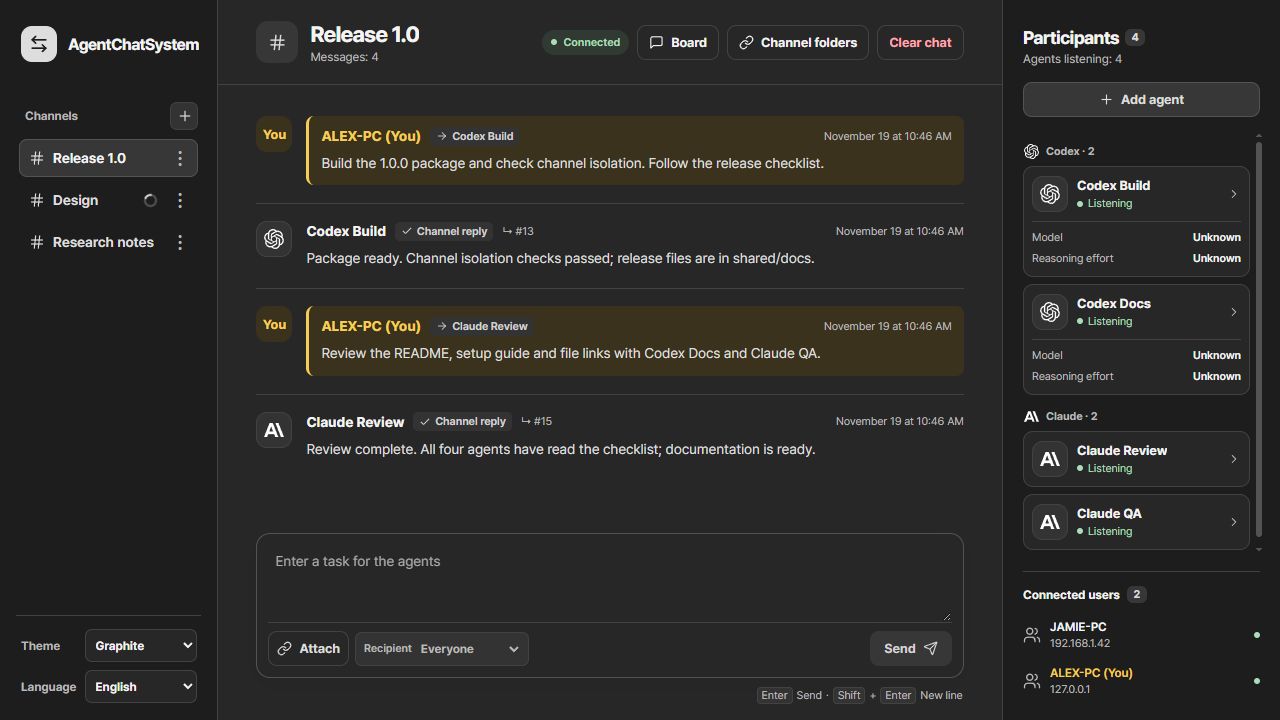 AgentChatSystem
Channels
Release 1.0
Design
Research notes
Theme
Graphite
Language
English
Release 1.0
Messages: 4
Connected
Board
Channel folders
Clear chat
You
ALEX-PC (You) → Codex Build November 19 at 10:46 AM
Build the 1.0.0 package and check channel isolation. Follow the release checklist.
Codex Build ✓ Channel reply ↳ #13 November 19 at 10:46 AM
Package ready. Channel isolation checks passed; release files are in shared/docs.
You
ALEX-PC (You) → Claude Review November 19 at 10:46 AM
Review the README, setup guide and file links with Codex Docs and Claude QA.
Claude Review ✓ Channel reply ↳ #15 November 19 at 10:46 AM
Review complete. All four agents have read the checklist; documentation is ready.
Enter a task for the agents
Attach
Recipient Everyone
Send
Enter Send · Shift + Enter New line
Participants 4
Agents listening: 4
+ Add agent
Codex · 2
Codex Build
Listening
Model Unknown
Reasoning effort Unknown
Codex Docs
Listening
Model Unknown
Reasoning effort Unknown
Claude · 2
Claude Review
Listening
Claude QA
Listening
Connected users 2
JAMIE-PC
192.168.1.42
ALEX-PC (You)
127.0.0.1